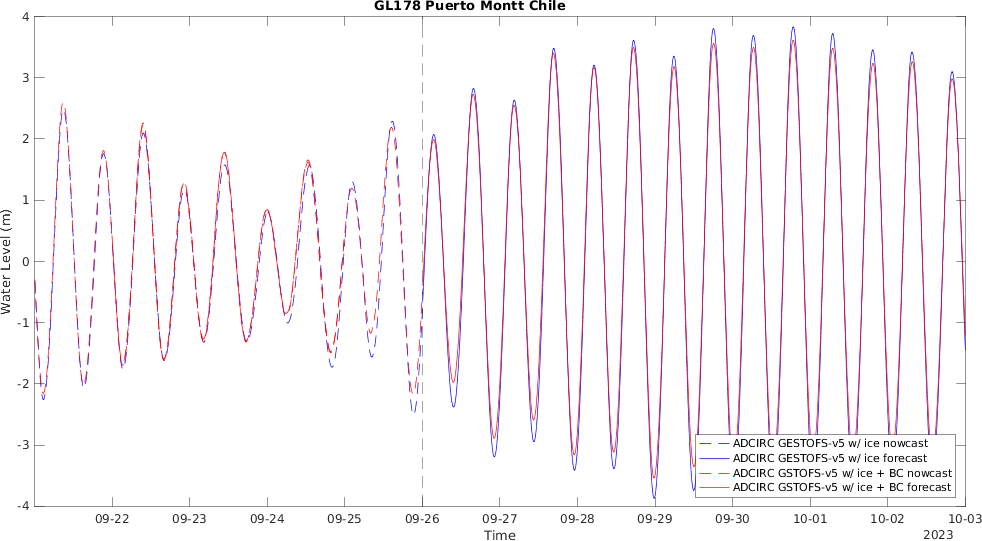 GL178 Puerto Montt Chile
4
3
2
1
0
-1
-2
-3
-4
Water Level (m)
ADCIRC GESTOFS-v5 w/ ice nowcast
ADCIRC GESTOFS-v5 w/ ice forecast
ADCIRC GSTOFS-v5 w/ ice + BC nowcast
ADCIRC GSTOFS-v5 w/ ice + BC forecast
09-22 09-23 09-24 09-25 09-26 09-27 09-28 09-29 09-30 10-01 10-02 10-03
Time
2023